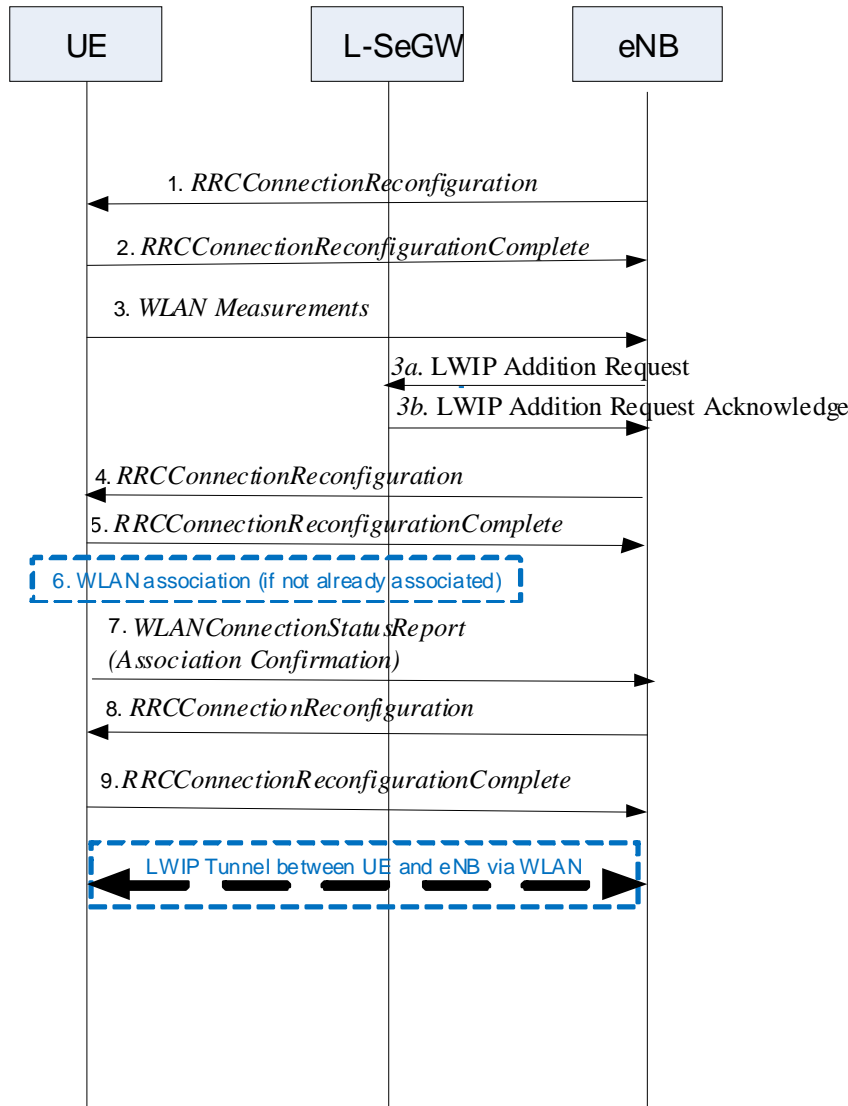 UE
L-SeGW
eNB
1. RRCConnectionReconfiguration
2. RRCConnectionReconfigurationComplete
3. WLAN Measurements
3a. LWIP Addition Request
3b. LWIP Addition Request Acknowledge
4. RRCConnectionReconfiguration
5. RRCConnectionReconfigurationComplete
6. WLAN association (if not already associated)
7. WLANConnectionStatusReport
(Association Confirmation)
8. RRCConnectionReconfiguration
9. RRCConnectionReconfigurationComplete
LWIP Tunnel between UE and eNB via WLAN